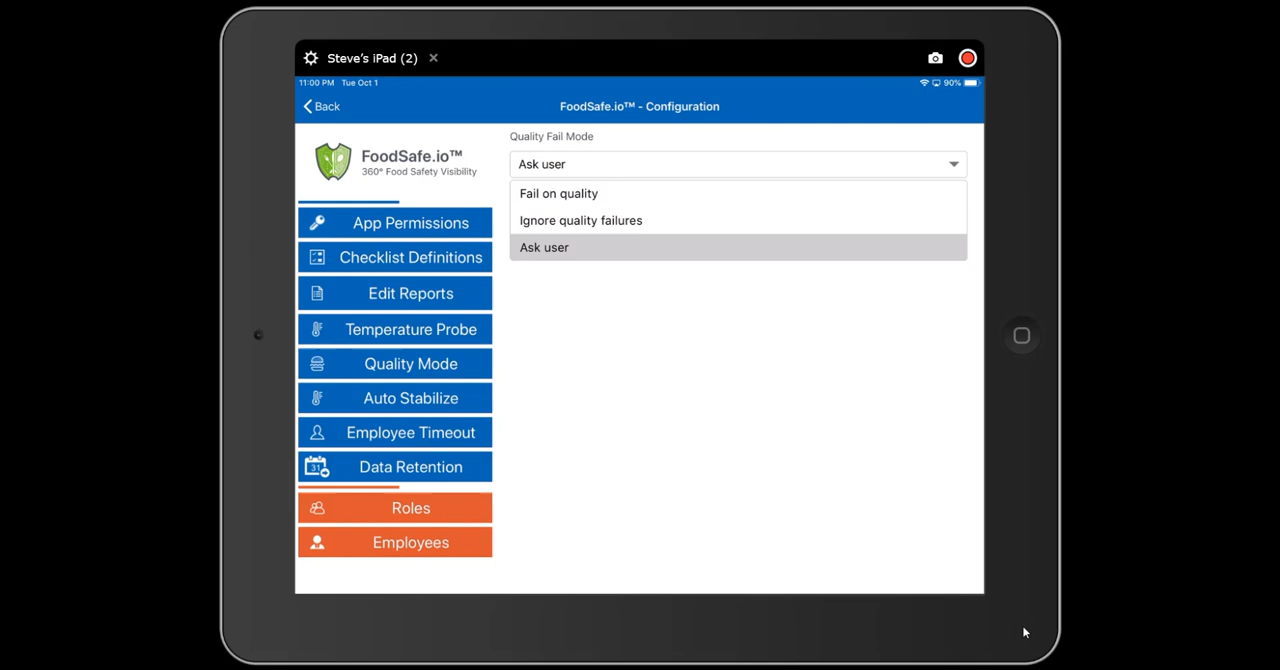 Steve's iPad (2)
11:00 PM Tue Oct 1
90%
Back
FoodSafe.io™ - Configuration
FoodSafe.io™
360° Food Safety Visibility
Quality Fail Mode
Ask user
Fail on quality
Ignore quality failures
Ask user
App Permissions
Checklist Definitions
Edit Reports
Temperature Probe
Quality Mode
Auto Stabilize
Employee Timeout
31
Data Retention
Roles
Employees